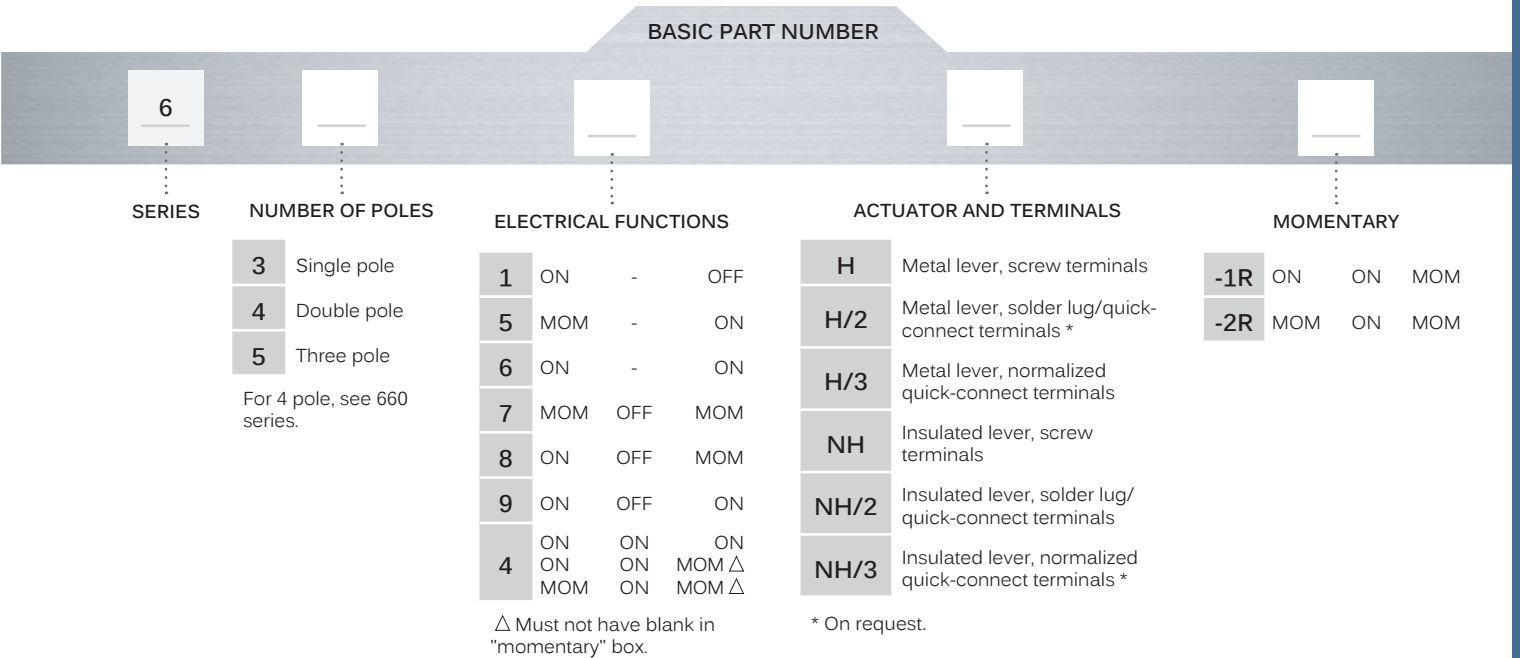 BASIC PART NUMBER
6
SERIES
NUMBER OF POLES
3 Single pole
4 Double pole
5 Three pole
For 4 pole, see 660
series.
ELECTRICAL FUNCTIONS
1 ON - OFF
5 MOM - ON
6 ON - ON
7 MOM OFF MOM
8 ON OFF MOM
9 ON OFF ON
4
ON ON ON
ON ON MOM △
MOM ON MOM △
△ Must not have blank in
"momentary" box.
ACTUATOR AND TERMINALS
H Metal lever, screw terminals
H/2 Metal lever, solder lug/quick-
connect terminals *
H/3 Metal lever, normalized
quick-connect terminals
NH Insulated lever, screw
terminals
NH/2 Insulated lever, solder lug/
quick-connect terminals
NH/3 Insulated lever, normalized
quick-connect terminals *
* On request.
MOMENTARY
-1R ON ON MOM
-2R MOM ON MOM